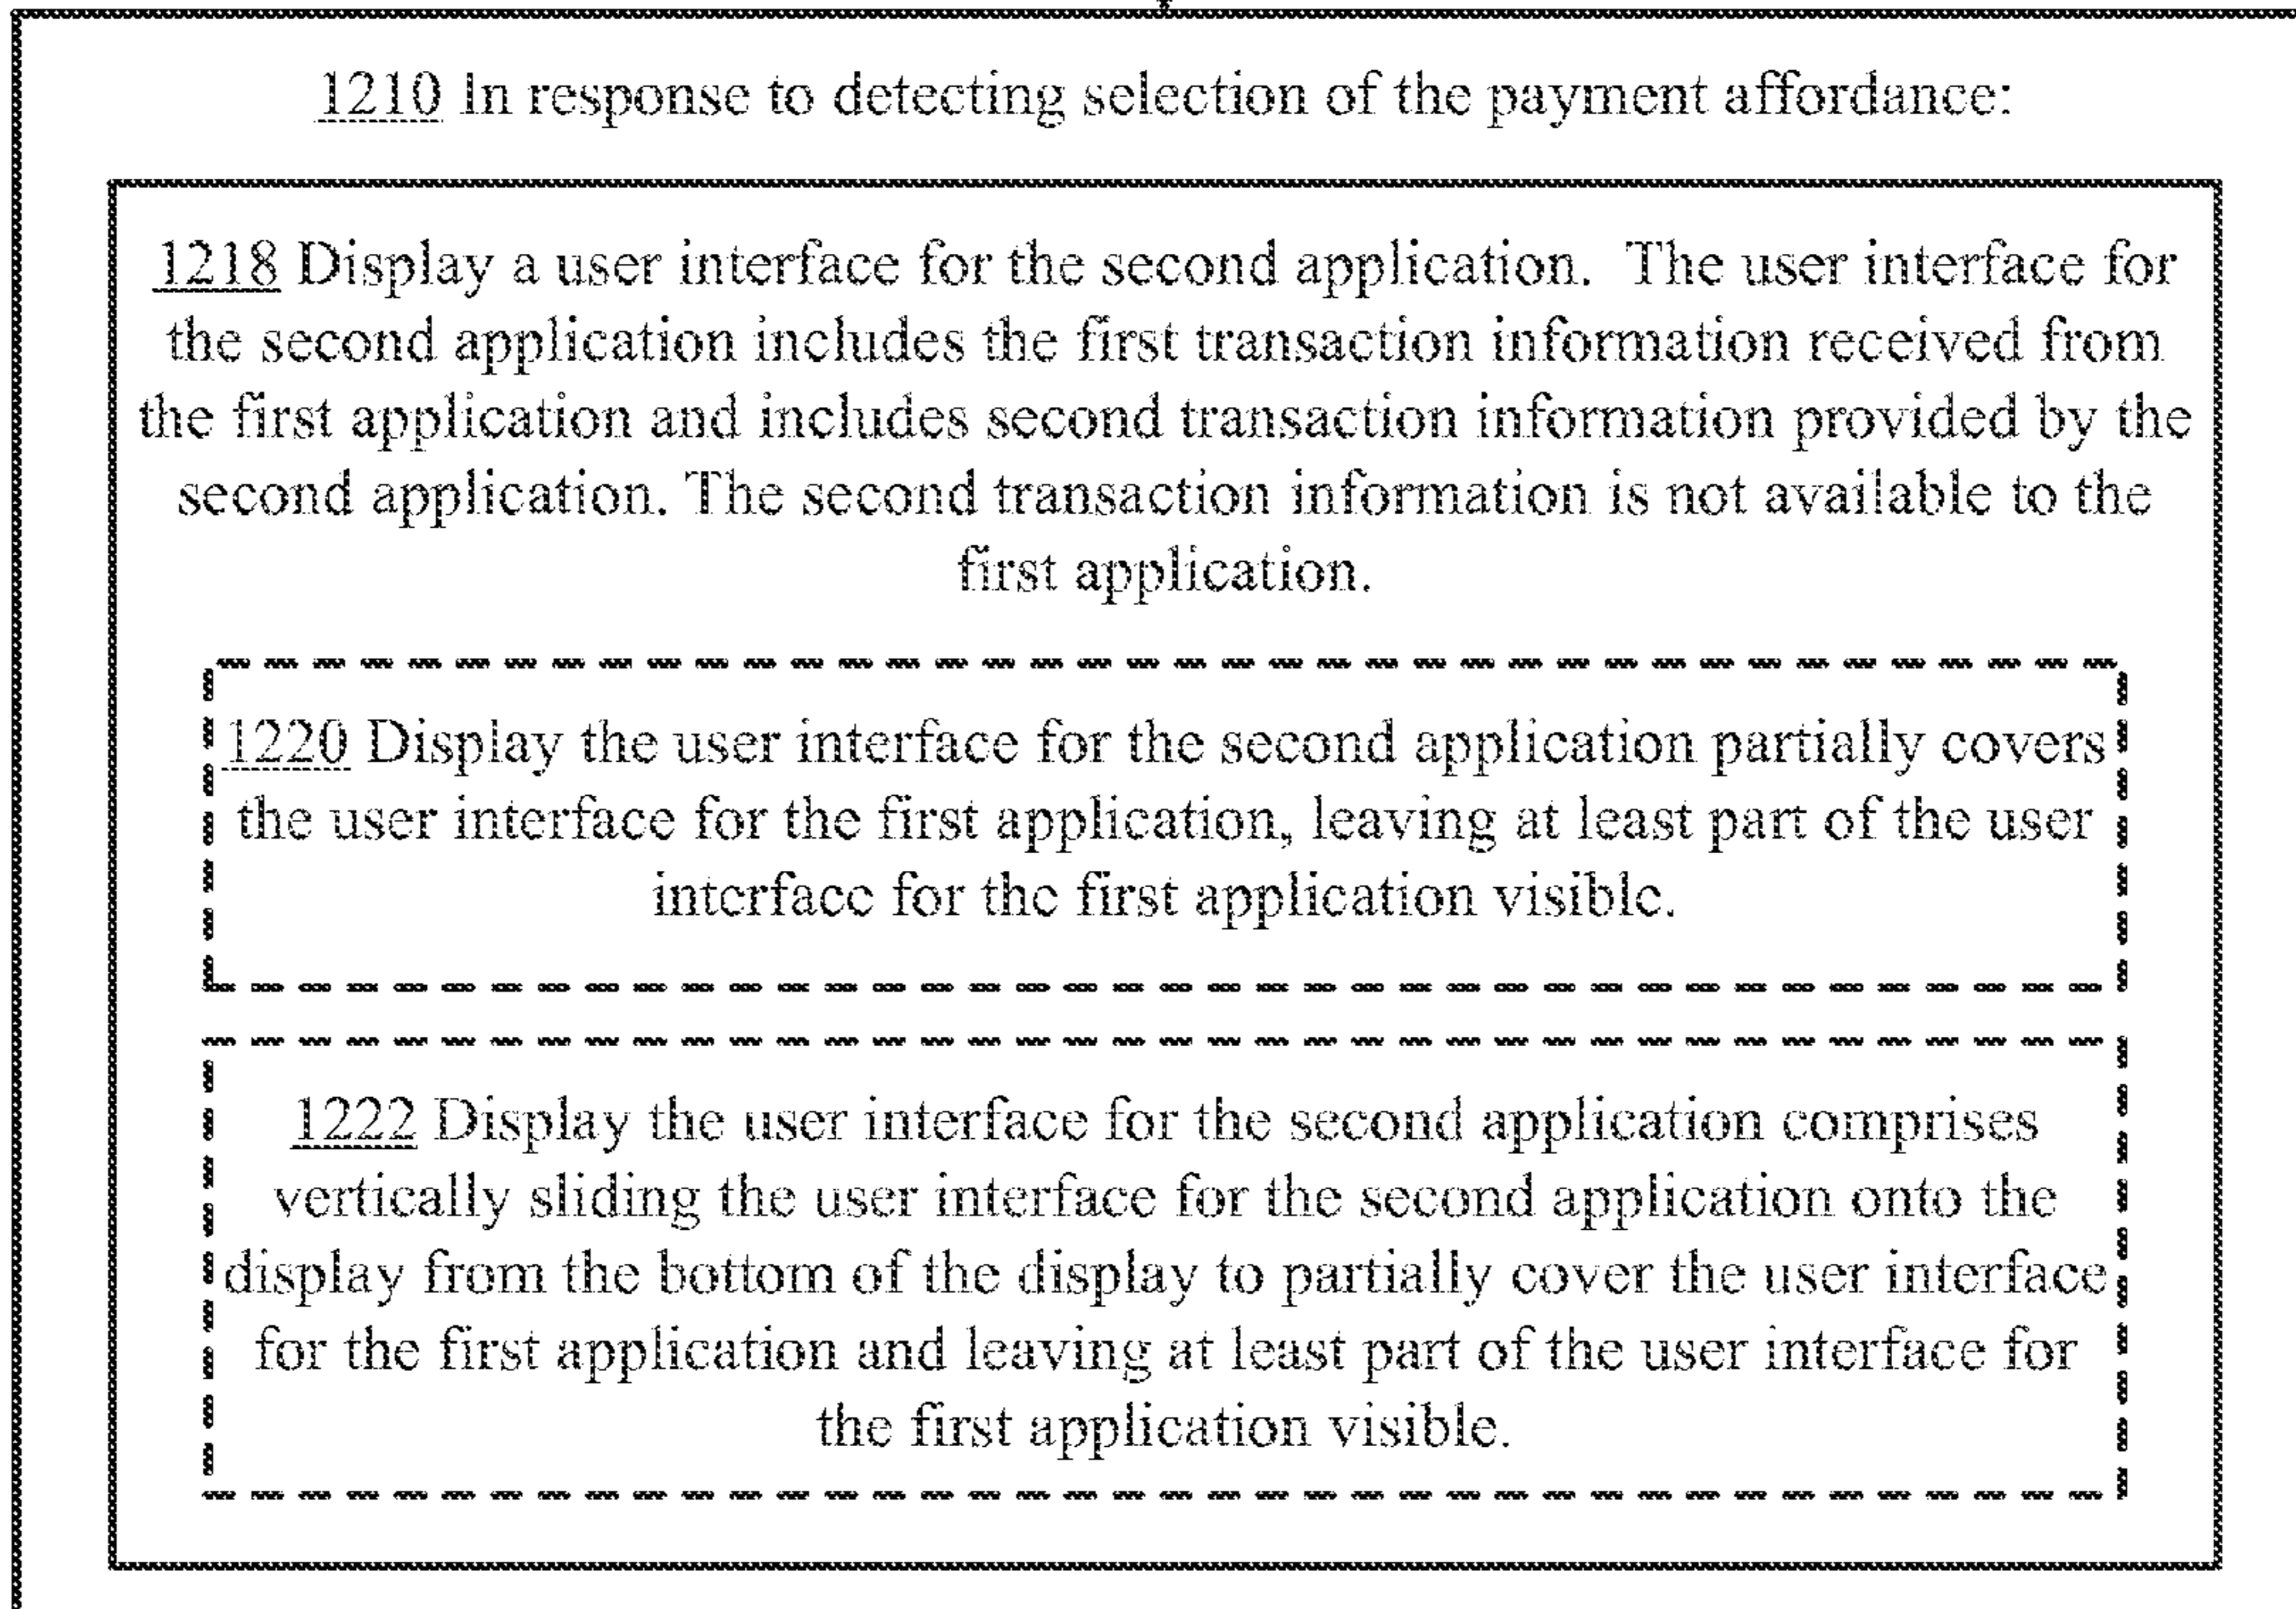 1210 In response to detecting selection of the payment affordance:
1218 Display a user interface for the second application.  The user interface for
the second application includes the first transaction information received from
the first application and includes second transaction information provided by the
second application. The second transaction information is not available to the
first application.
1220 Display the user interface for the second application partially covers
the user interface for the first application, leaving at least part of the user
interface for the first application visible.
1222 Display the user interface for the second application comprises
vertically sliding the user interface for the second application onto the
display from the bottom of the display to partially cover the user interface
for the first application and leaving at least part of the user interface for
the first application visible.